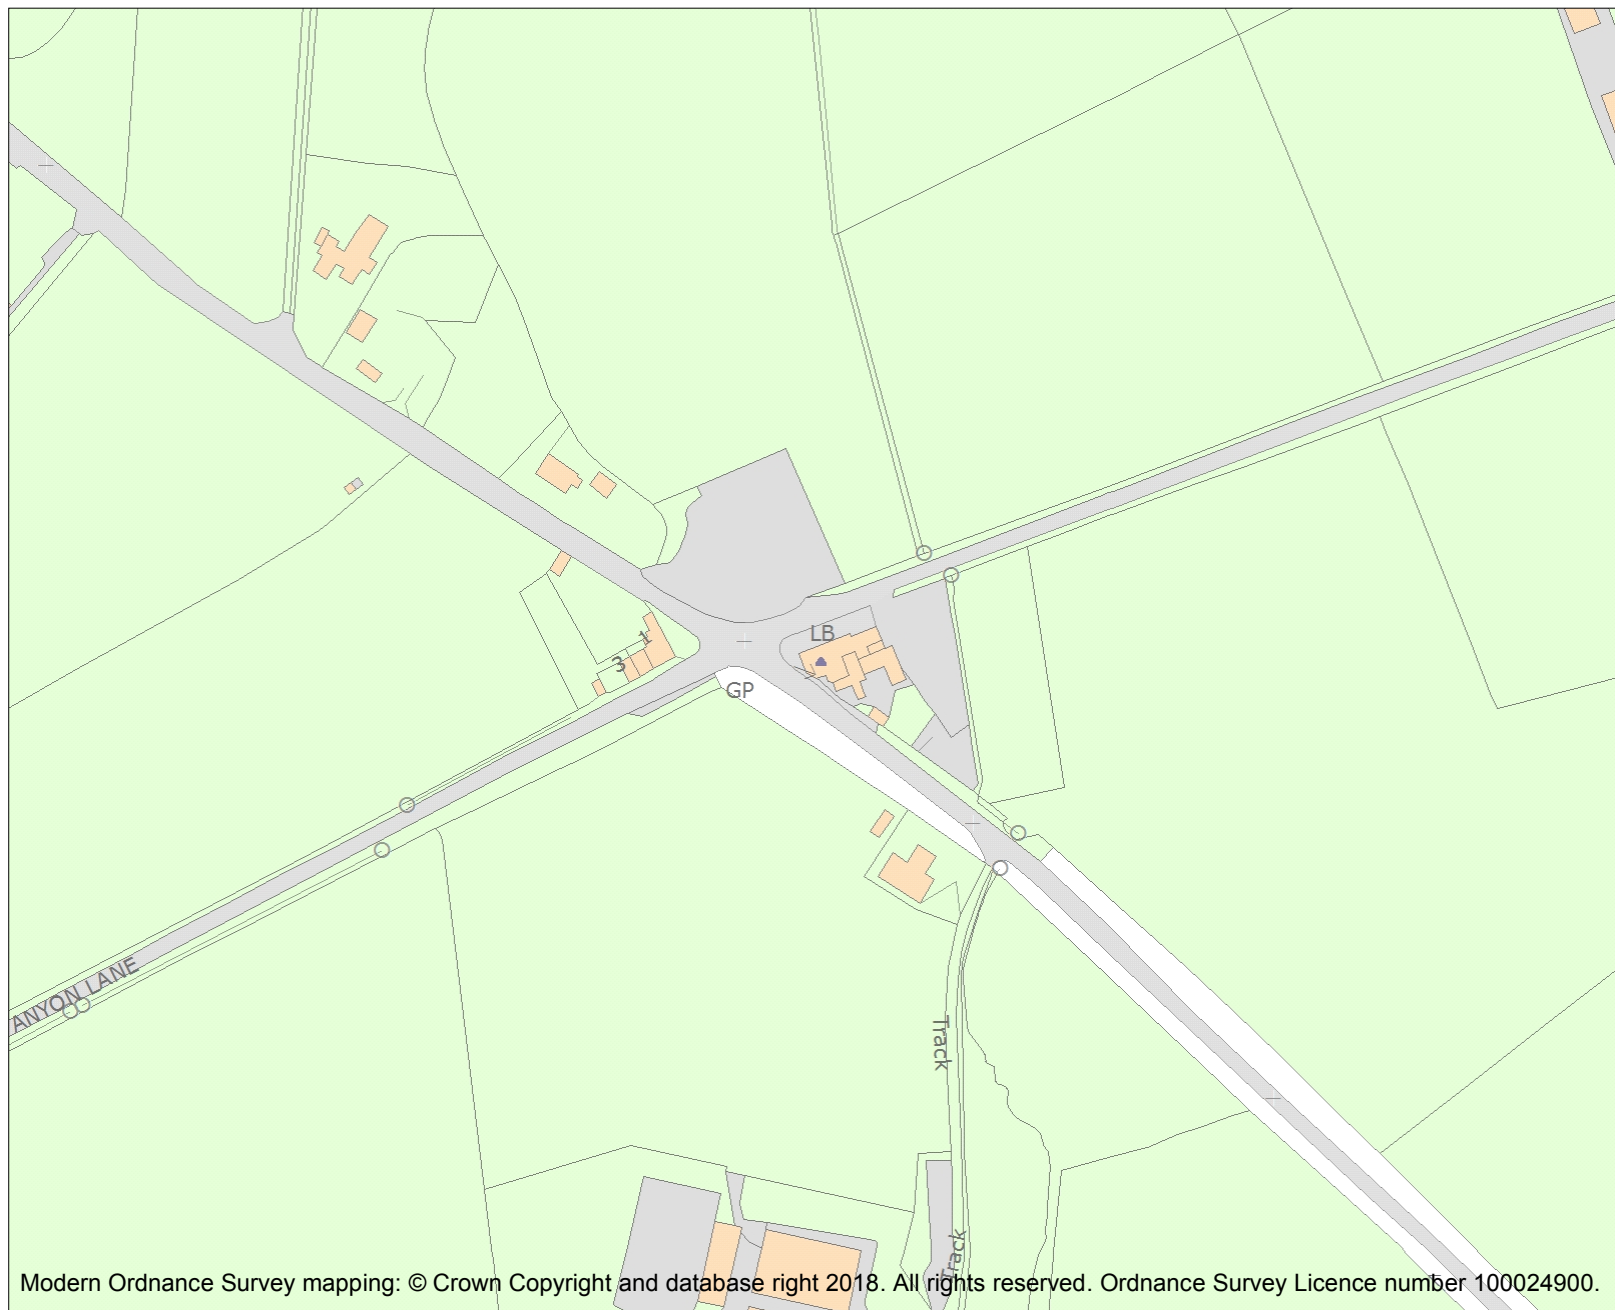 LB
1
3
GP
ANYON LANE
Track
Track
Modern Ordnance Survey mapping: © Crown Copyright and database right 2018. All rights reserved. Ordnance Survey Licence number 100024900.